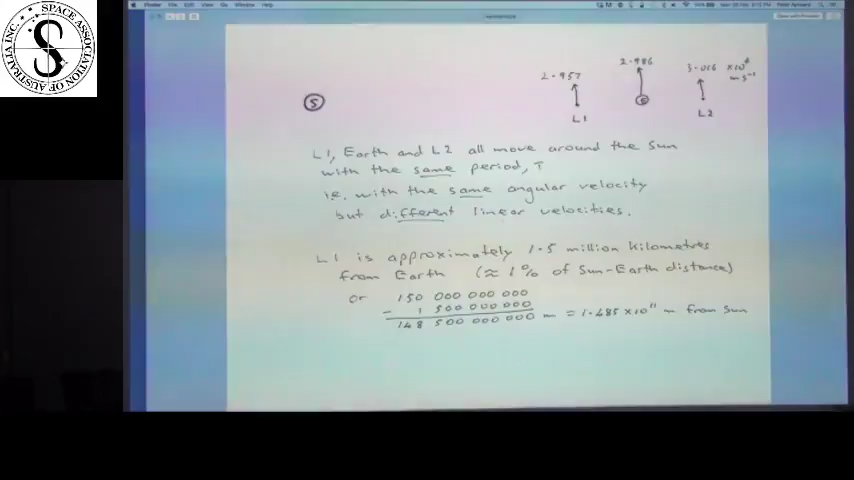 SPACE ASSOCIATION OF AUSTRALIA INC.
S
2.957
2.986
3.016 ×10⁴
m s⁻¹
S
E
L1
L2
L1, Earth and L2 all move around the Sun
with the same period, T
i.e. with the same angular velocity
but different linear velocities.
L1 is approximately 1.5 million kilometres
from Earth (≈ 1% of Sun-Earth distance)
or 150 000 000 000
- 1 500 000 000
148 500 000 000 m = 1.485 × 10¹¹ m from Sun